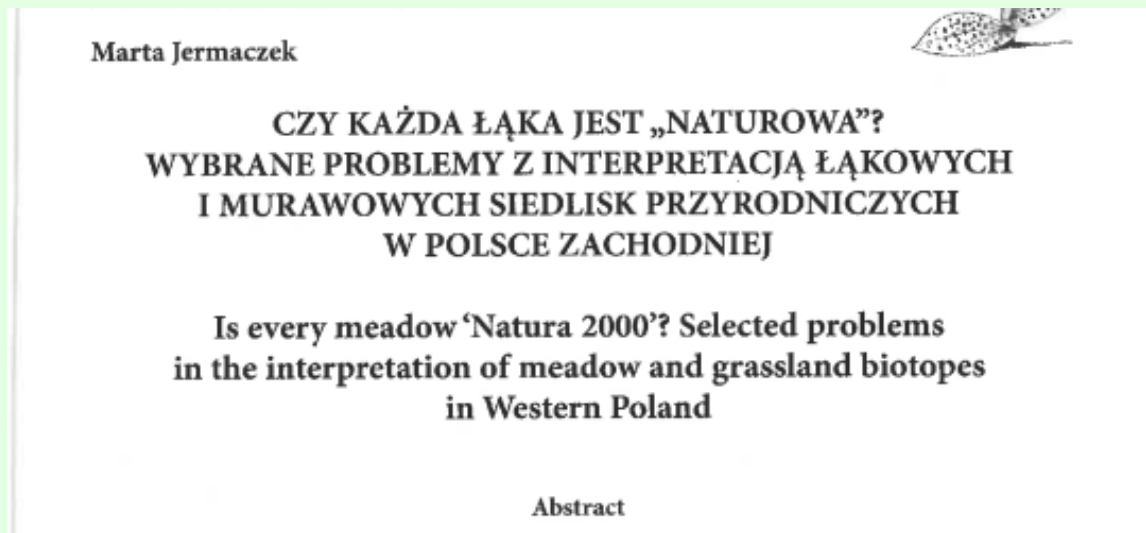 Marta Jermaczek
CZY KAŻDA ŁĄKA JEST „NATUROWA”?
WYBRANE PROBLEMY Z INTERPRETACJĄ ŁĄKOWYCH
I MURAWOWYCH SIEDLISK PRZYRODNICZYCH
W POLSCE ZACHODNIEJ
Is every meadow ‘Natura 2000’? Selected problems
in the interpretation of meadow and grassland biotopes
in Western Poland
Abstract